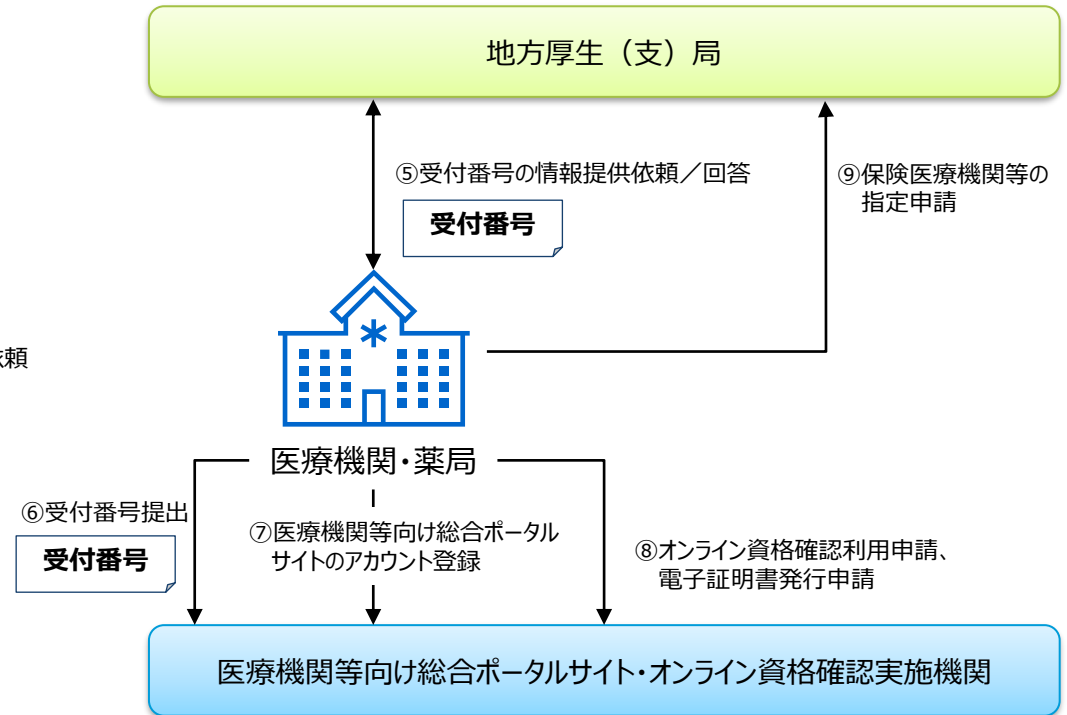 地方厚生（支）局
⑤受付番号の情報提供依頼／回答
受付番号
⑨保険医療機関等の
指定申請
依頼
医療機関・薬局
⑥受付番号提出
受付番号
⑦医療機関等向け総合ポータル
サイトのアカウント登録
⑧オンライン資格確認利用申請、
電子証明書発行申請
医療機関等向け総合ポータルサイト・オンライン資格確認実施機関